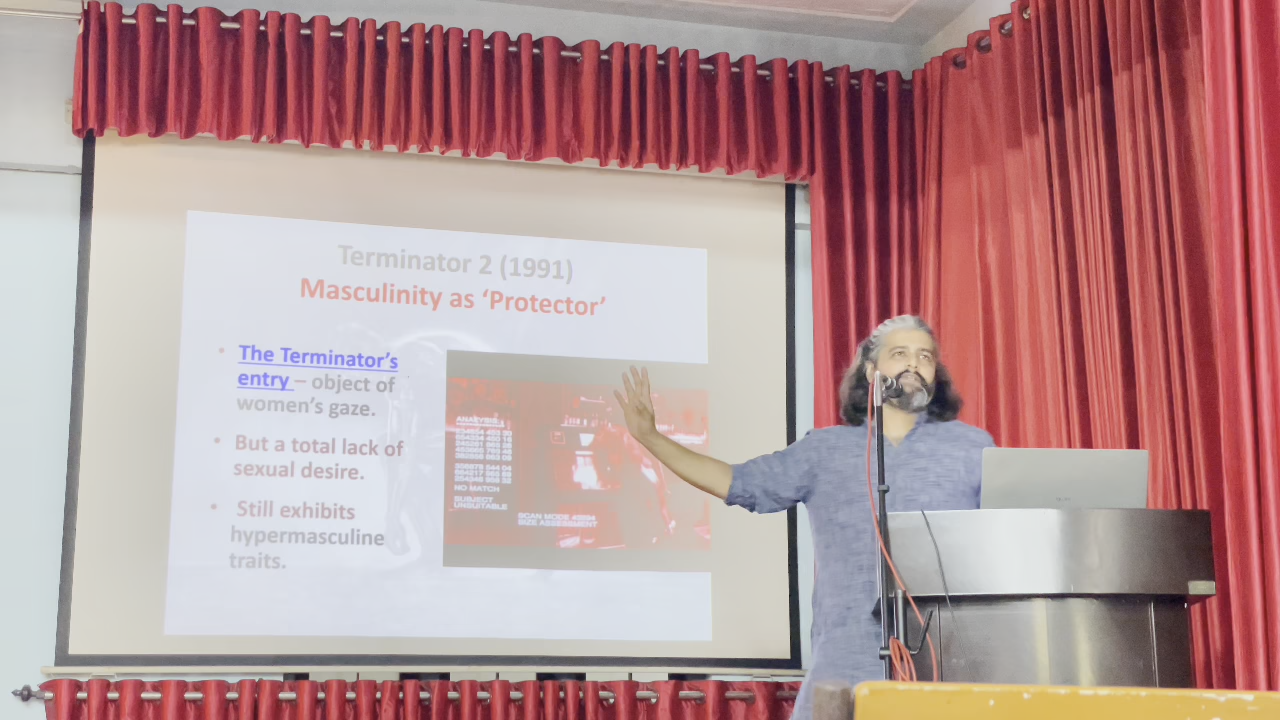 Terminator 2 (1991)
Masculinity as ‘Protector’
• The Terminator’s
entry – object of
women’s gaze.
• But a total lack of
sexual desire.
• Still exhibits
hypermasculine
traits.
ANALYSIS
NO MATCH
SUBJECT
UNSUITABLE
SCAN MODE
SIZE ASSESSMENT